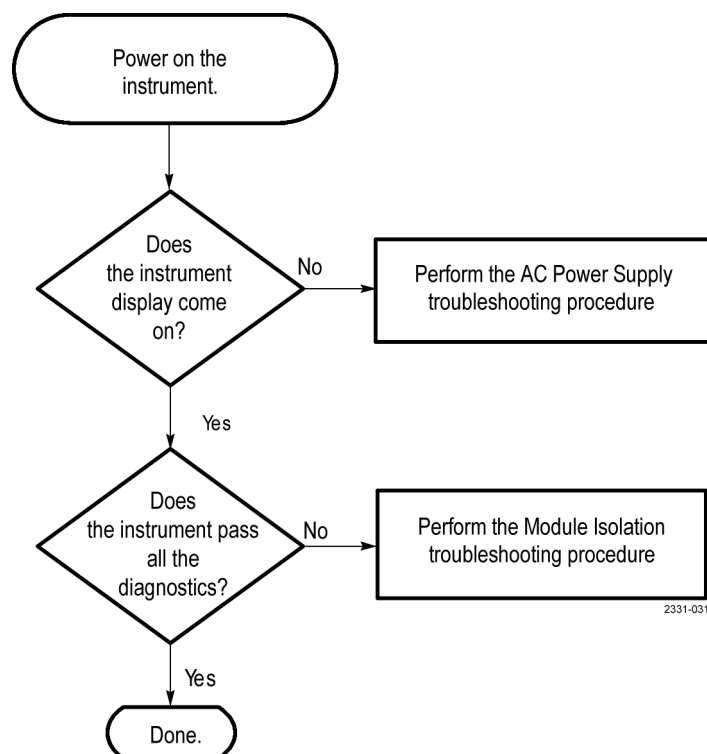 Power on the
instrument.
Does
the instrument
display come
on?
No
Perform the AC Power Supply
troubleshooting procedure
Yes
Does
the instrument pass
all the
diagnostics?
No
Perform the Module Isolation
troubleshooting procedure
2331-031
Yes
Done.